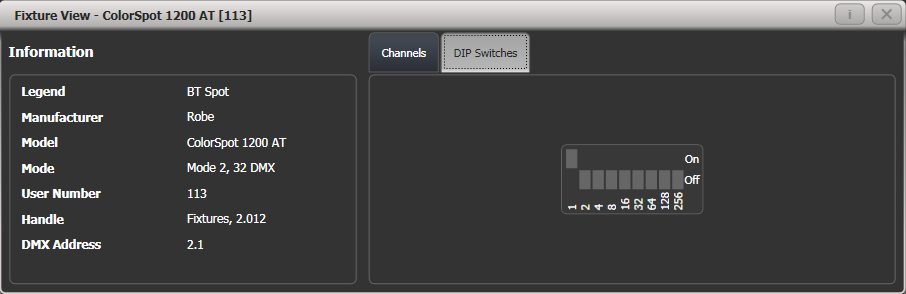 Fixture View - ColorSpot 1200 AT [113]
i
Information
Channels
DIP Switches
Legend BT Spot
Manufacturer Robe
Model ColorSpot 1200 AT
Mode Mode 2, 32 DMX
User Number 113
Handle Fixtures, 2.012
DMX Address 2.1
On
Off
1 2 4 8 16 32 64 128 256